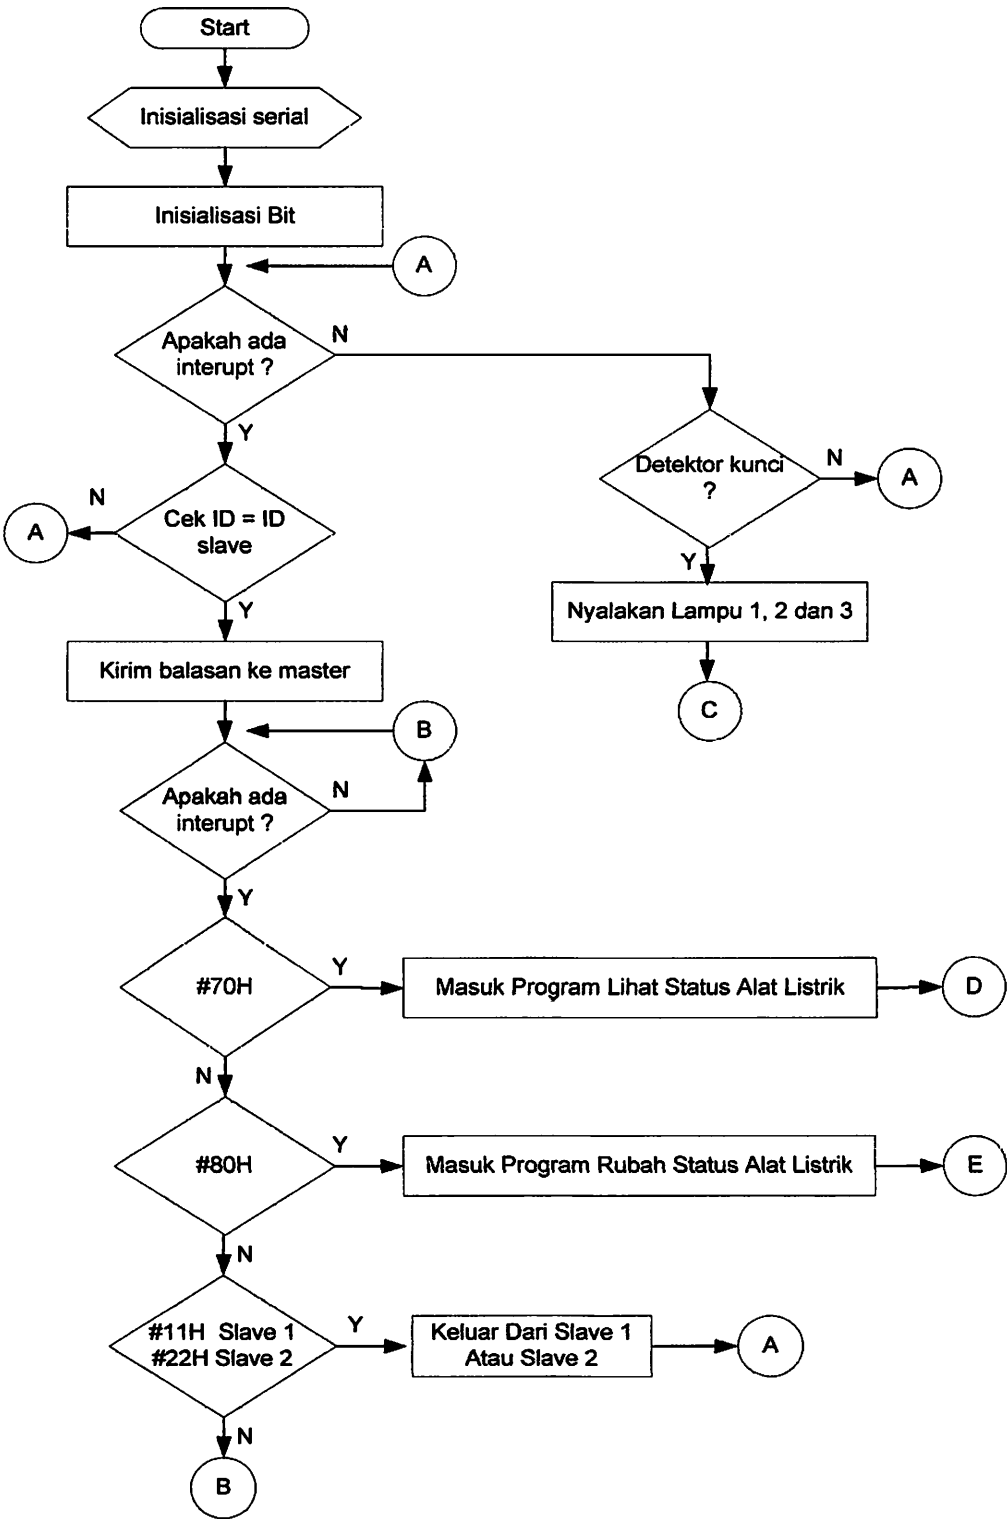 Start
Inisialisasi serial
Inisialisasi Bit
A
Apakah ada
interupt ?
N
Y
Detektor kunci
?
N
A
Y
Nyalakan Lampu 1, 2 dan 3
C
Cek ID = ID
slave
N
A
Y
Kirim balasan ke master
B
Apakah ada
interupt ?
N
Y
#70H
Y
Masuk Program Lihat Status Alat Listrik
D
N
#80H
Y
Masuk Program Rubah Status Alat Listrik
E
N
#11H Slave 1
#22H Slave 2
Y
Keluar Dari Slave 1
Atau Slave 2
A
N
B